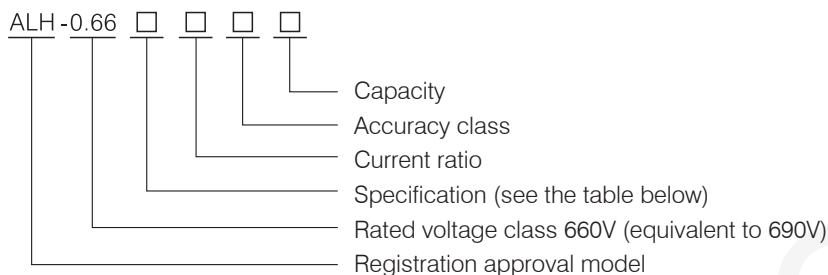 ALH-0.66 □ □ □ □
Capacity
Accuracy class
Current ratio
Specification (see the table below)
Rated voltage class 660V (equivalent to 690V)
Registration approval model